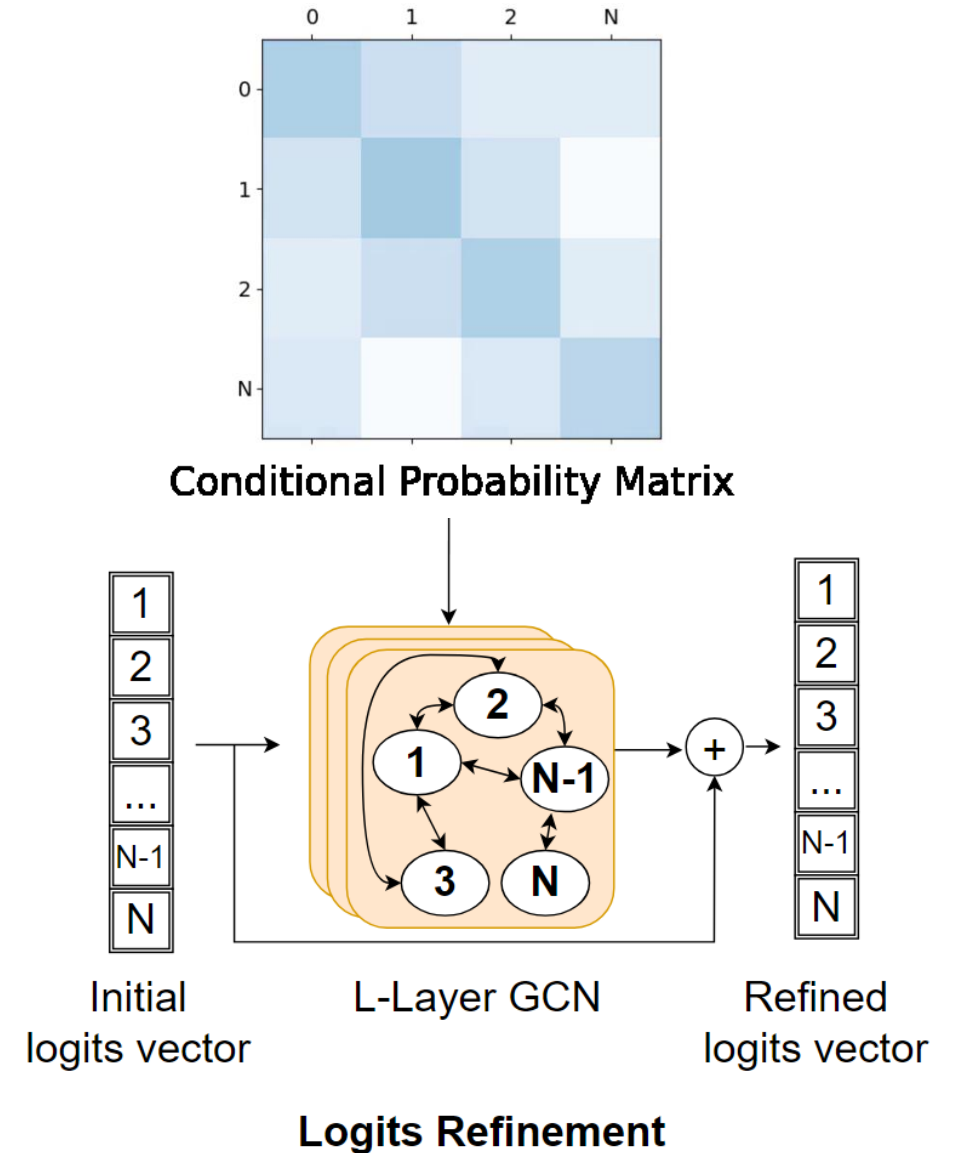 0 1 2 N
0
1
2
N
Conditional Probability Matrix
1
2
3
...
N-1
N
2
1
N-1
3
N
+
1
2
3
...
N-1
N
Initial
logits vector
L-Layer GCN
Refined
logits vector
Logits Refinement